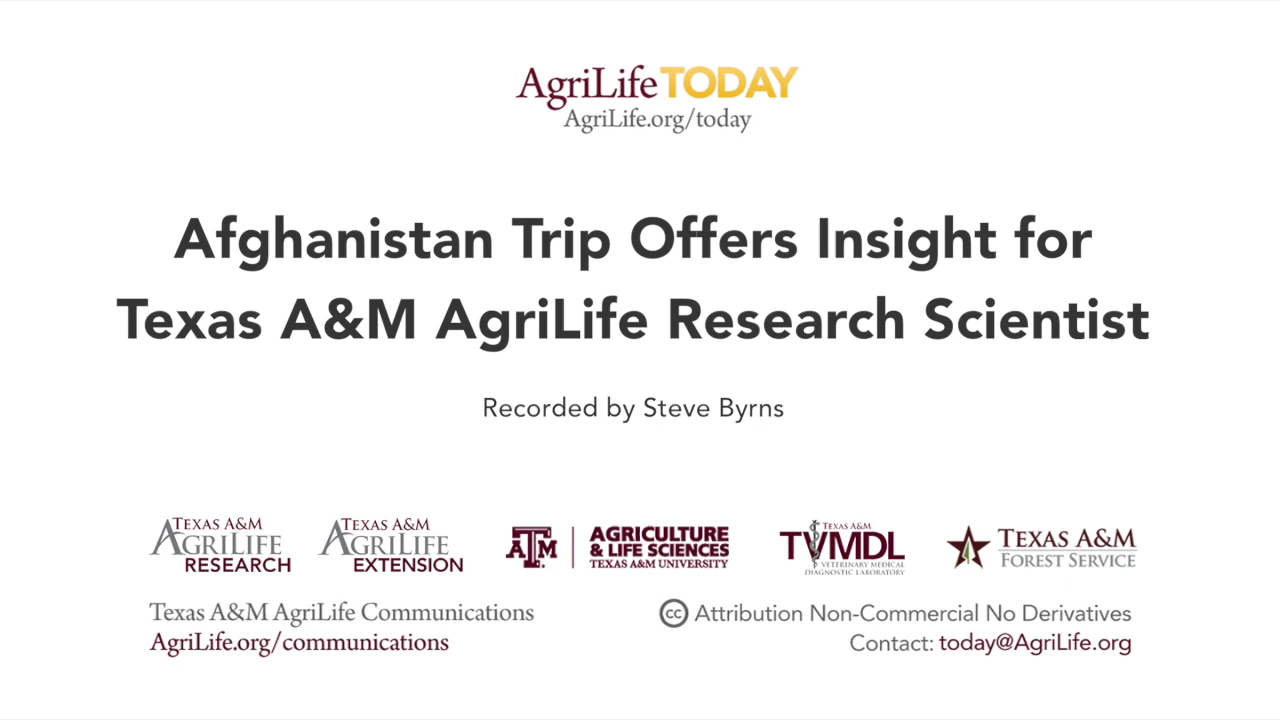 AgriLife TODAY
AgriLife.org/today
Afghanistan Trip Offers Insight for
Texas A&M AgriLife Research Scientist
Recorded by Steve Byrns
TEXAS A&M
AGRILIFE
RESEARCH
TEXAS A&M
AGRILIFE
EXTENSION
ATM
AGRICULTURE
& LIFE SCIENCES
TEXAS A&M UNIVERSITY
TEXAS A&M
TVMDL
VETERINARY MEDICAL
DIAGNOSTIC LABORATORY
TEXAS A&M
FOREST SERVICE
Texas A&M AgriLife Communications
AgriLife.org/communications
cc Attribution Non-Commercial No Derivatives
Contact: today@AgriLife.org